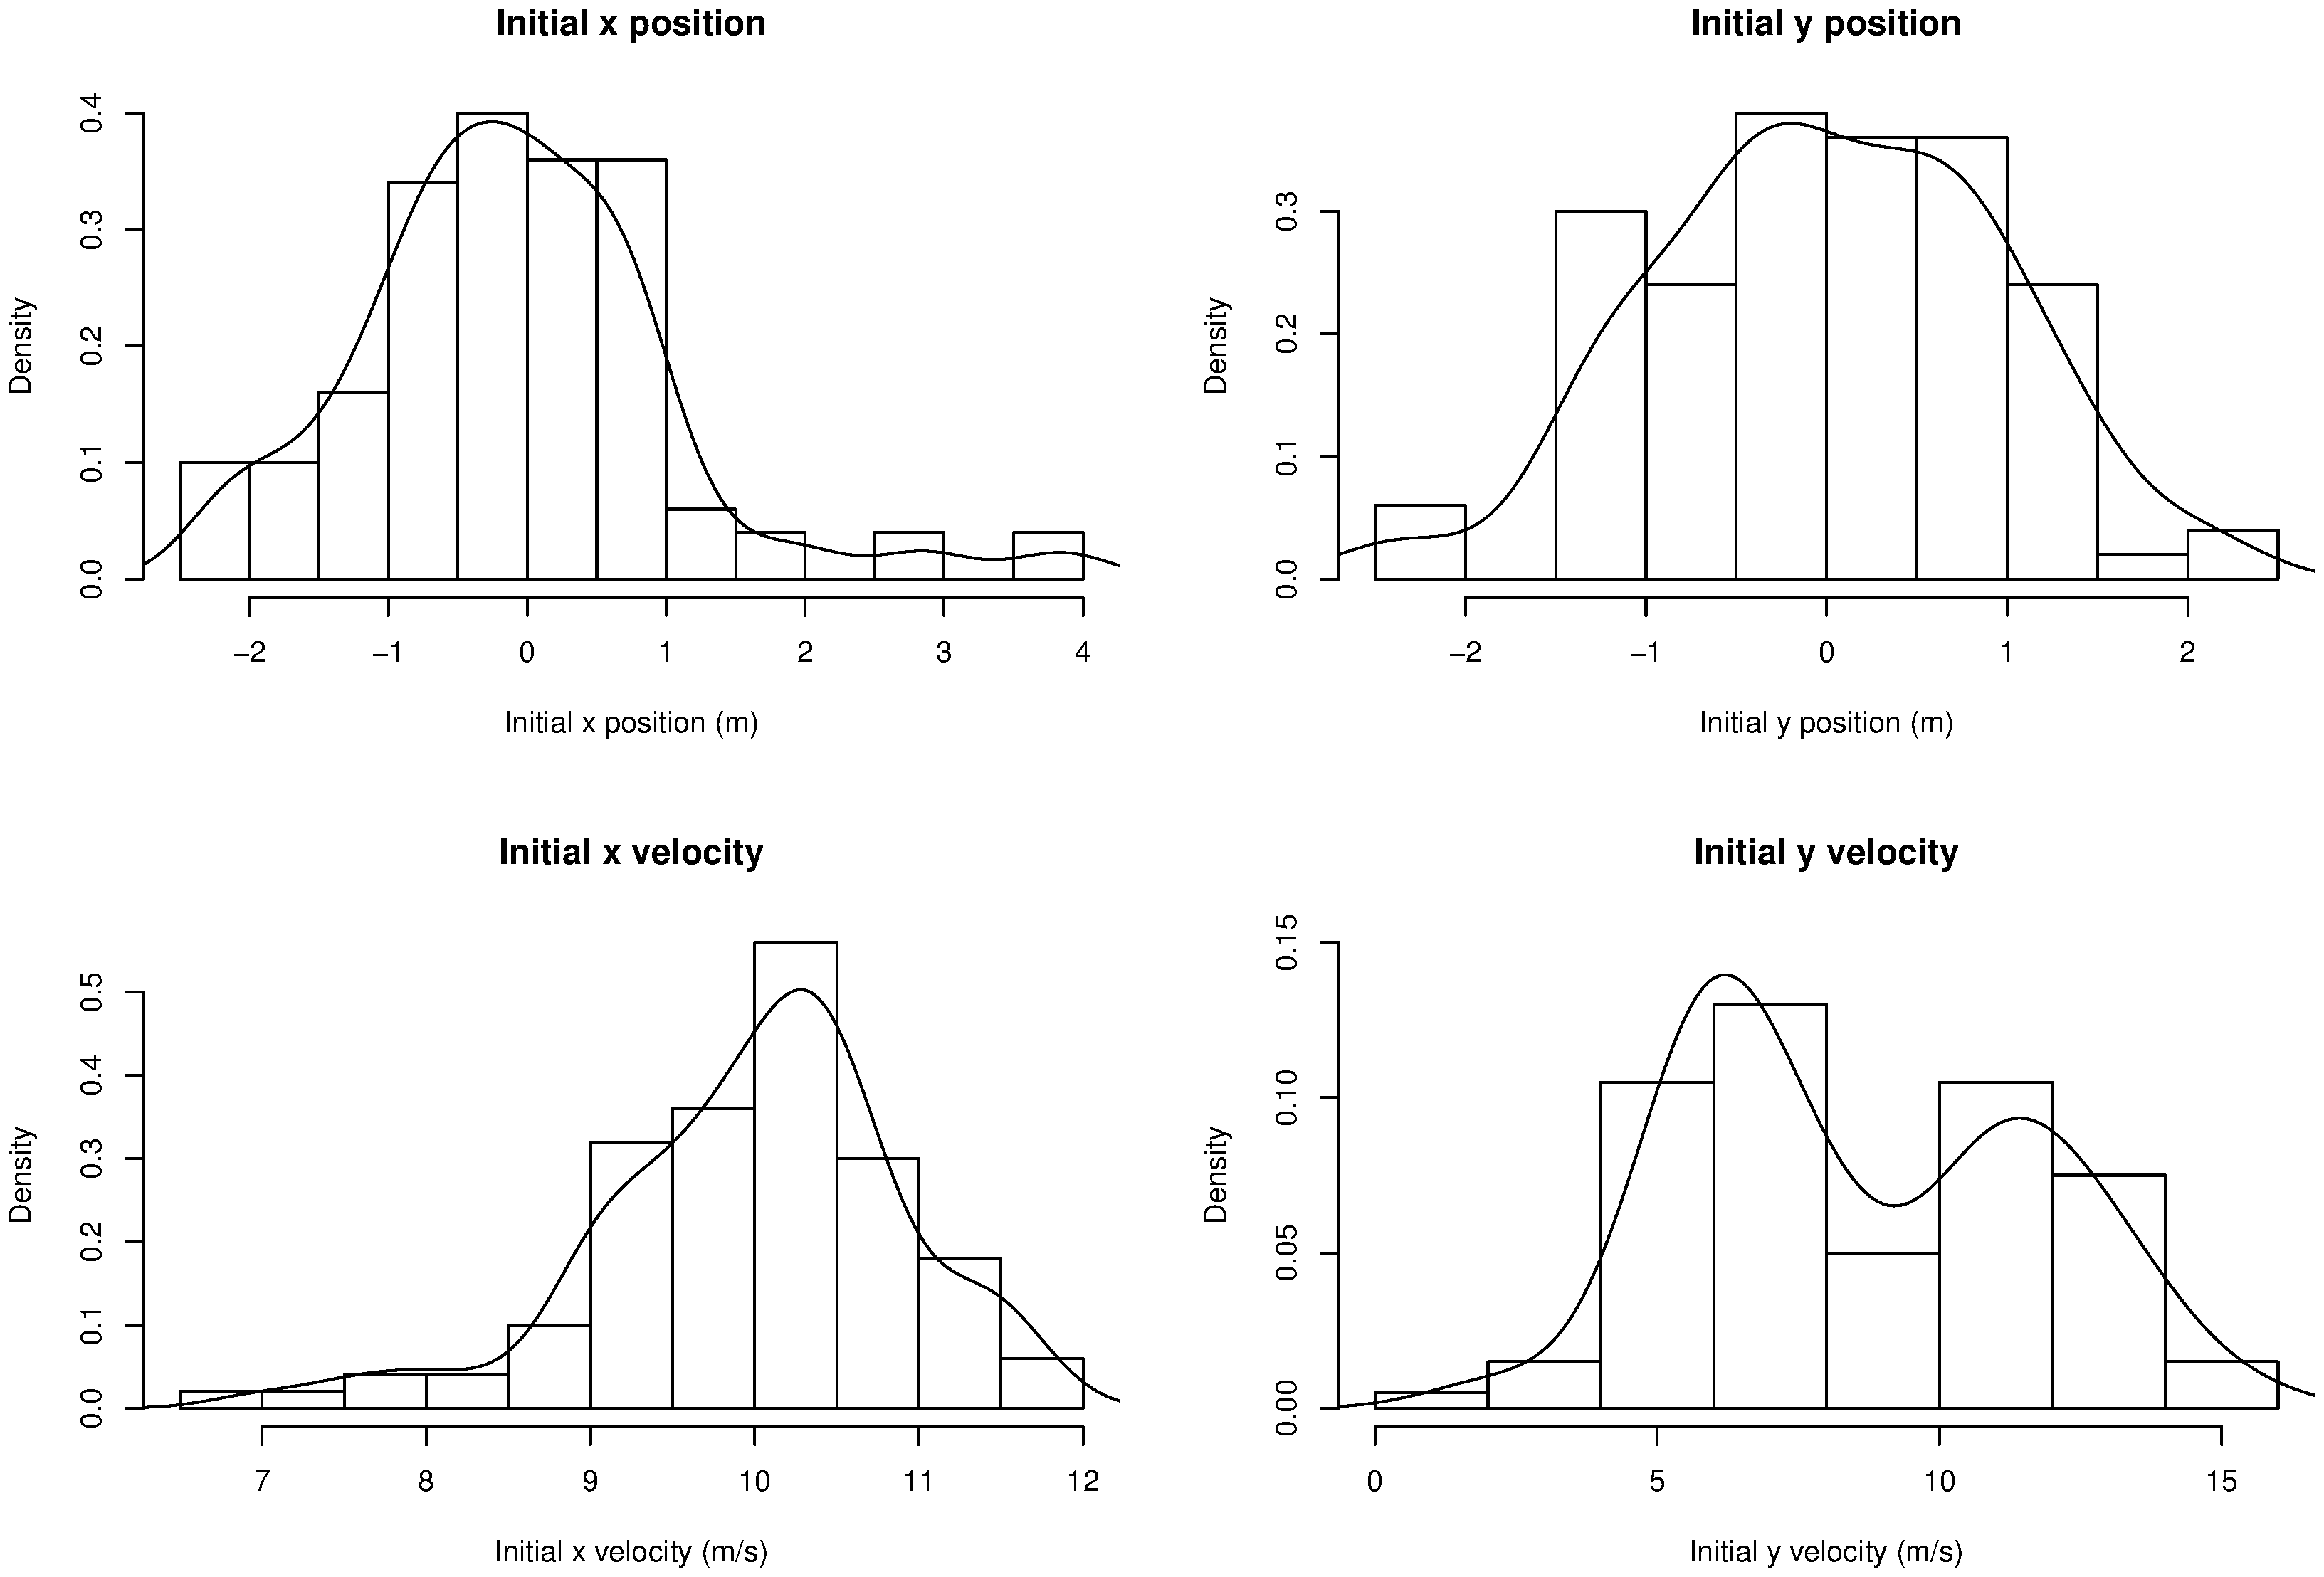 Initial x position
Density
0.0 0.1 0.2 0.3 0.4
−2 −1 0 1 2 3 4
Initial x position (m)
Initial y position
Density
0.0 0.1 0.2 0.3
−2 −1 0 1 2
Initial y position (m)
Initial x velocity
Density
0.0 0.1 0.2 0.3 0.4 0.5
7 8 9 10 11 12
Initial x velocity (m/s)
Initial y velocity
Density
0.00 0.05 0.10 0.15
0 5 10 15
Initial y velocity (m/s)